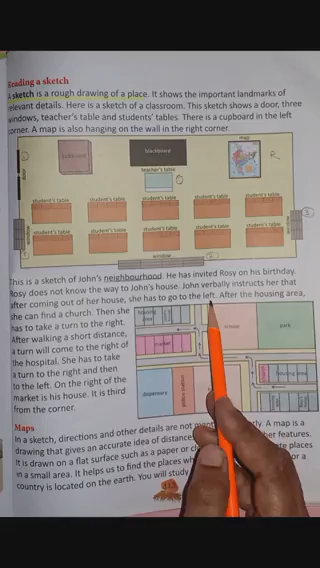 Reading a sketch
A sketch is a rough drawing of a place. It shows the important landmarks of
relevant details. Here is a sketch of a classroom. This sketch shows a door, three
windows, teacher's table and students' tables. There is a cupboard in the left
corner. A map is also hanging on the wall in the right corner.
map
cupboard blackboard
door
teacher's table
student's table student's table student's table student's table student's table
student's table student's table student's table student's table student's table
window window
window
This is a sketch of John's neighbourhood. He has invited Rosy on his birthday.
Rosy does not know the way to John's house. John verbally instructs her that
after coming out of her house, she has to go to the left. After the housing area,
she can find a church. Then she
has to take a turn to the right.
After walking a short distance,
a turn will come to the right of
the hospital. She has to take
a turn to the right and then
to the left. On the right of the
market is his house. It is third
from the corner.
housing area
school park
market
housing area
dispensary police station
Maps
In a sketch, directions and other details are not
drawing that gives an accurate idea of distances
It is drawn on a flat surface such as a paper or
in a small area. It helps us to find the places
country is located on the earth. You will study